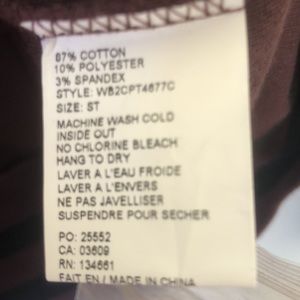 87% COTTON
10% POLYESTER
3% SPANDEX
STYLE: WB2CPT4677C
SIZE: ST
MACHINE WASH COLD
INSIDE OUT
NO CHLORINE BLEACH
HANG TO DRY
LAVER A L'EAU FROIDE
LAVER A L'ENVERS
NE PAS JAVELLISER
SUSPENDRE POUR SECHER
PO: 25552
CA: 03609
RN: 134661
FAIT EN / MADE IN CHINA